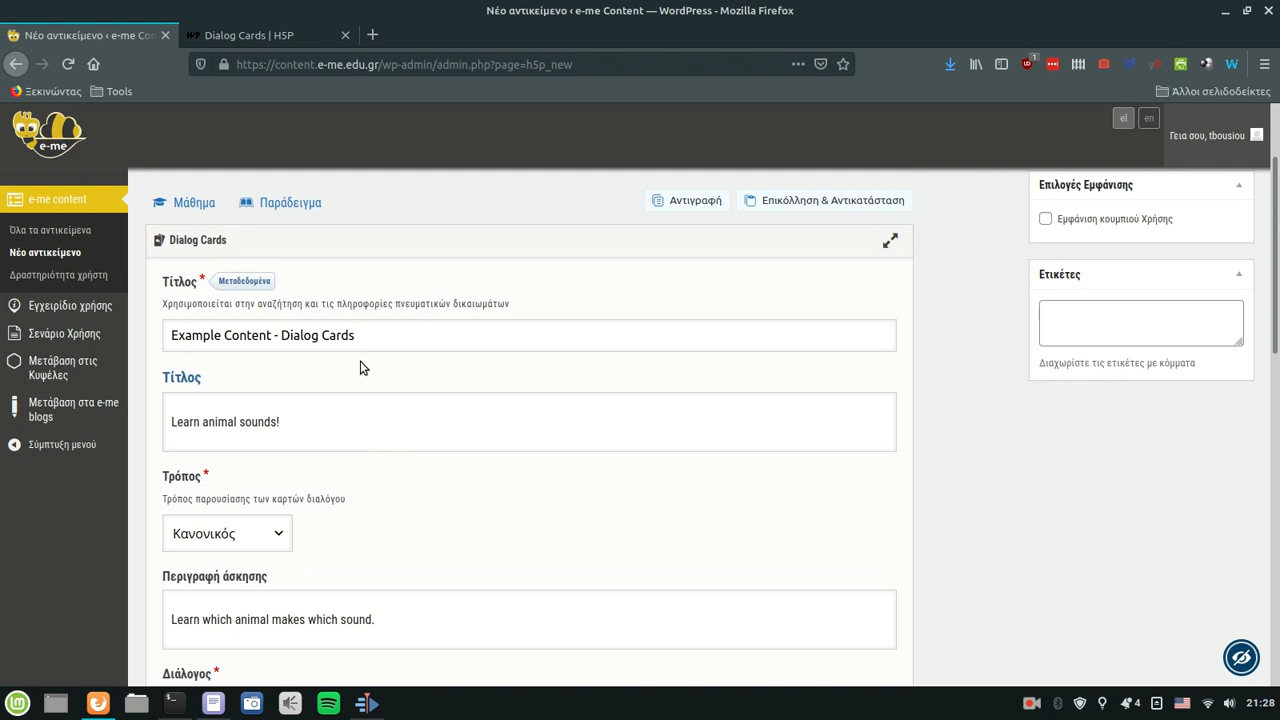 Νέο αντικείμενο ‹ e-me Content — WordPress - Mozilla Firefox
Νέο αντικείμενο ‹ e-me Con
Dialog Cards | H5P
https://content.e-me.edu.gr/wp-admin/admin.php?page=h5p_new
Ξεκινώντας
Tools
Άλλοι σελιδοδείκτες
e-me
el
en
Γεια σου, tbousiou
e-me content
Όλα τα αντικείμενα
Νέο αντικείμενο
Δραστηριότητα χρήστη
Εγχειρίδιο χρήσης
Σενάριο Χρήσης
Μετάβαση στις
Κυψέλες
Μετάβαση στα e-me
blogs
Σύμπτυξη μενού
Μάθημα
Παράδειγμα
Αντιγραφή
Επικόλληση & Αντικατάσταση
Dialog Cards
Τίτλος *
Μεταδεδομένα
Χρησιμοποιείται στην αναζήτηση και τις πληροφορίες πνευματικών δικαιωμάτων
Example Content - Dialog Cards
Τίτλος
Learn animal sounds!
Τρόπος *
Τρόπος παρουσίασης των καρτών διαλόγου
Κανονικός
Περιγραφή άσκησης
Learn which animal makes which sound.
Διάλογος *
Επιλογές Εμφάνισης
Εμφάνιση κουμπιού Χρήσης
Ετικέτες
Διαχωρίστε τις ετικέτες με κόμματα
4
21:28